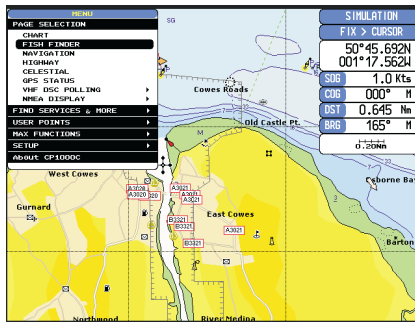 MENU
PAGE SELECTION
CHART
FISH FINDER
NAVIGATION
HIGHWAY
CELESTIAL
GPS STATUS
VHF DSC POLLING
NMEA DISPLAY
FIND SERVICES & MORE
USER POINTS
MAX FUNCTIONS
SETUP
About CP1000C
SIMULATION
FIX > CURSOR
50°45.692N
001°17.562W
SOG 1.0 Kts
COG 000° M
DST 0.645 Nm
BRG 165° M
0.20Nm
SG
Cowes Roads
Old Castle Pt.
M
West Cowes
Osborne Bay
A3020
A3021
A3021
A3021
Gurnard
East Cowes
B3321
B3321
A3021
B3321
Barton
Northwood
River Medina